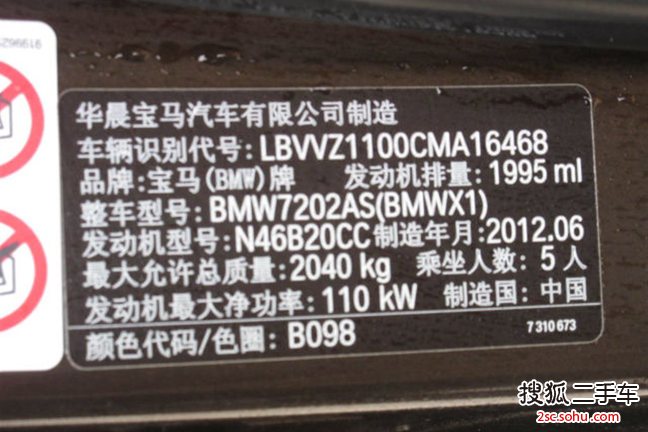 华晨宝马汽车有限公司制造
车辆识别代号: LBVVZ1100CMA16468
品牌: 宝马(BMW)牌 发动机排量: 1995 ml
整车型号: BMW7202AS(BMWX1)
发动机型号: N46B20CC 制造年月: 2012.06
最大允许总质量: 2040 kg 乘坐人数: 5 人
发动机最大净功率: 110 kW 制造国: 中国
颜色代码/色圈: B098 7310673
搜狐二手车
2sc.sohu.com